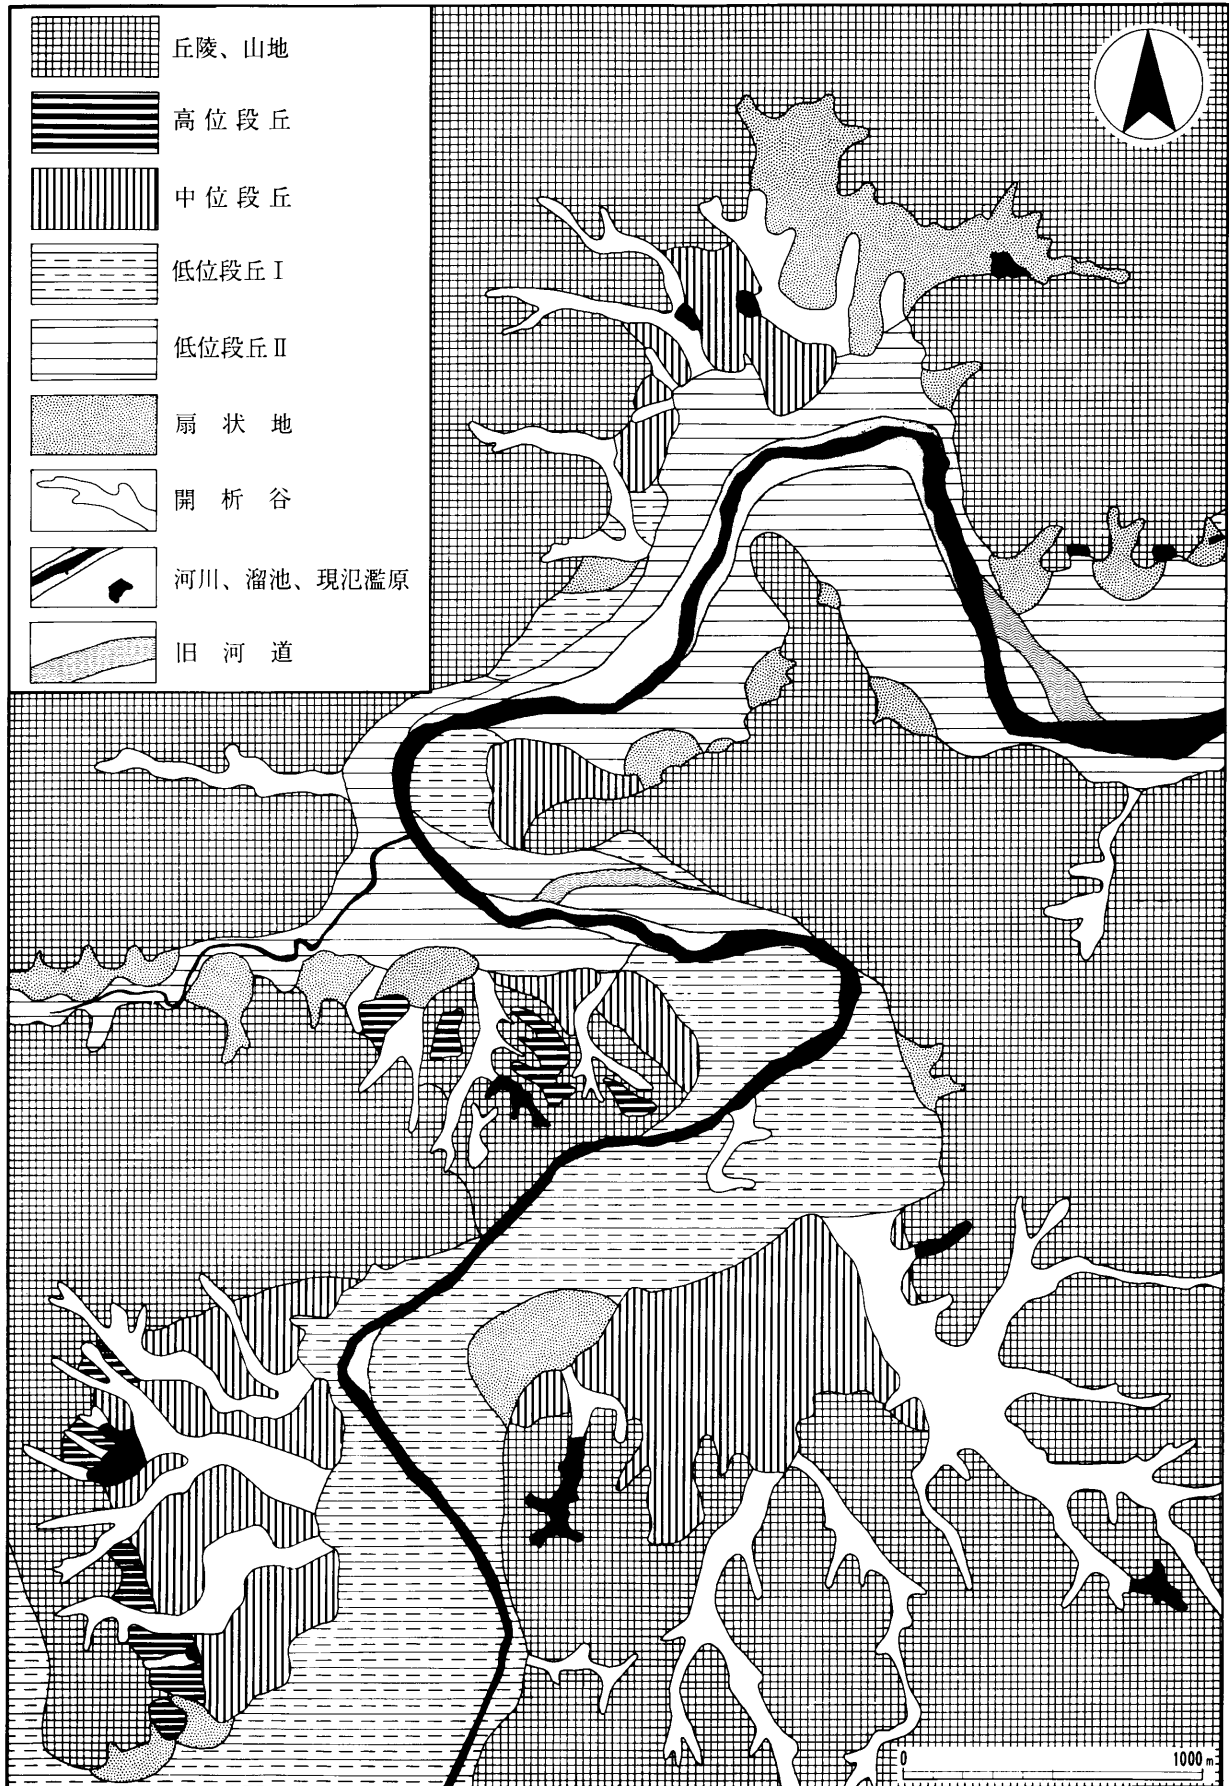 丘陵、山地
高位段丘
中位段丘
低位段丘Ⅰ
低位段丘Ⅱ
扇状地
開析谷
河川、溜池、現氾濫原
旧河道
0 1000m